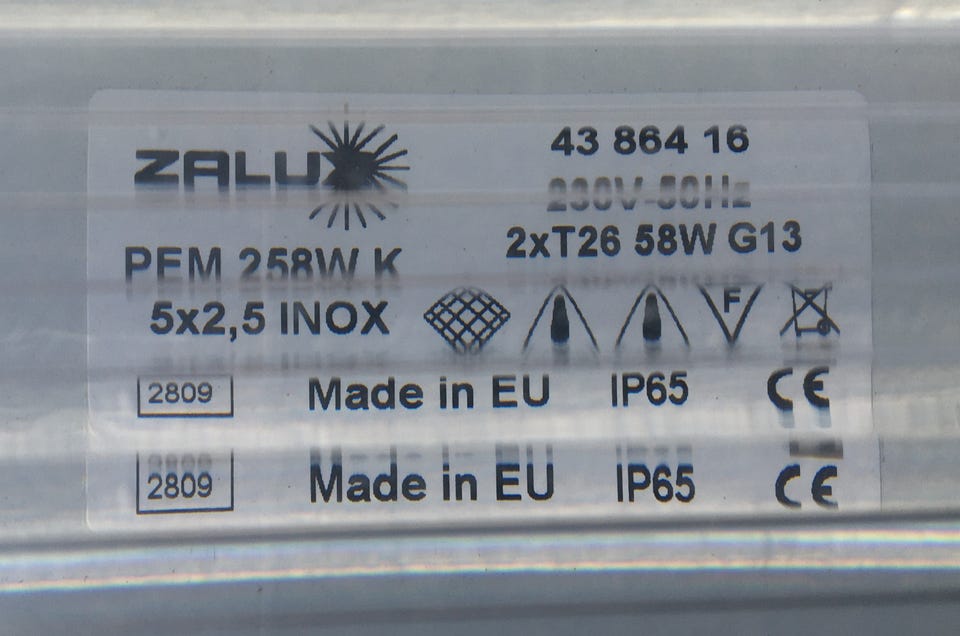 ZALUX
43 864 16
230V-50Hz
PEM 258W K
2xT26 58W G13
5x2,5 INOX
F
2809 Made in EU IP65 CE
2809 Made in EU IP65 CE